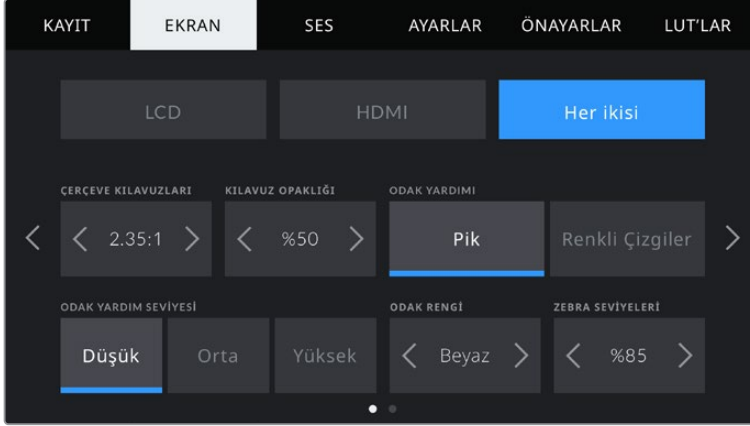 KAYIT EKRAN SES AYARLAR ÖNAYARLAR LUT'LAR
LCD HDMI Her ikisi
ÇERÇEVE KILAVUZLARI KILAVUZ OPAKLIĞI ODAK YARDIMI
2.35:1 %50 Pik Renkli Çizgiler
ODAK YARDIM SEVİYESİ ODAK RENGİ ZEBRA SEVİYELERİ
Düşük Orta Yüksek Beyaz %85